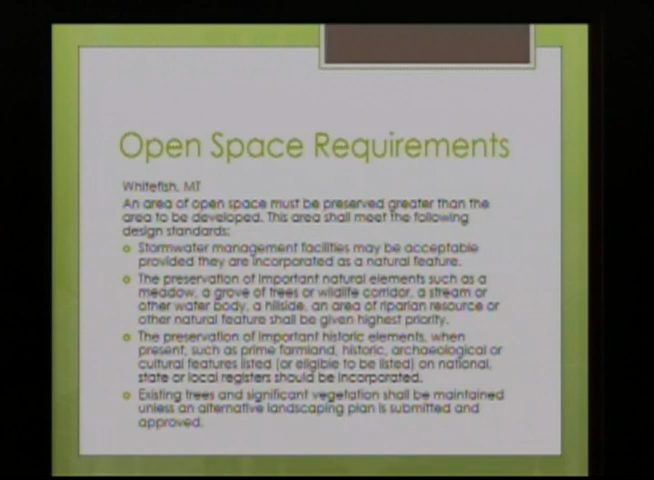 Open Space Requirements
Whitefish, MT
An area of open space must be preserved greater than the
area to be developed. This area shall meet the following
design standards:
Stormwater management facilities may be acceptable
provided they are incorporated as a natural feature.
The preservation of important natural elements such as a
meadow, a grove of trees or wildlife corridor, a stream or
other water body, a hillside, an area of riparian resource or
other natural feature shall be given highest priority.
The preservation of important historic elements, when
present, such as prime farmland, historic, archaeological or
cultural features listed (or eligible to be listed) on national,
state or local registers should be incorporated.
Existing trees and significant vegetation shall be maintained
unless an alternative landscaping plan is submitted and
approved.